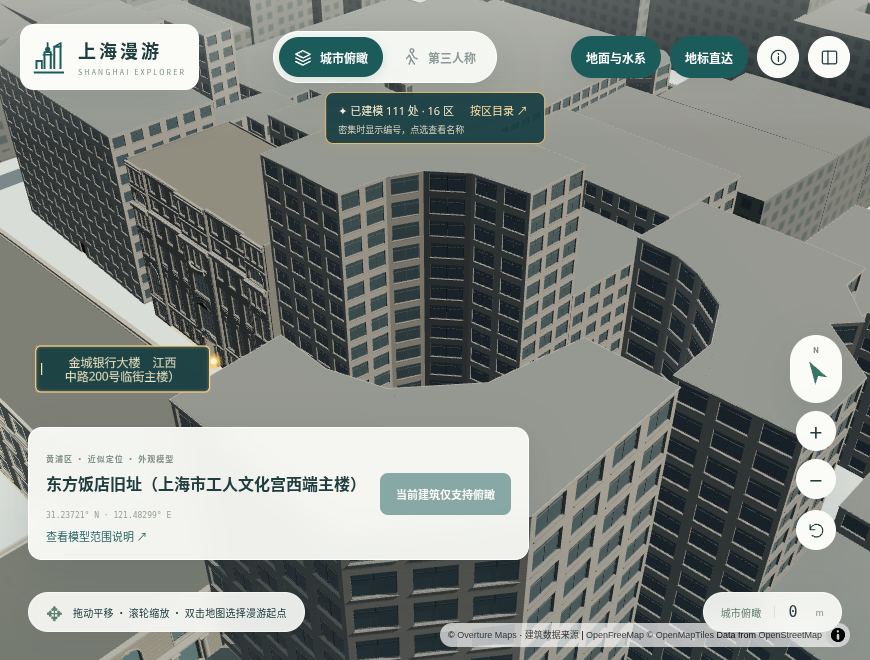 上海漫游
SHANGHAI EXPLORER
城市俯瞰
第三人称
地面与水系
地标直达
✦ 已建模 111 处 · 16 区 按区目录 ↗
密集时显示编号，点选查看名称
金城银行大楼 江西
中路200号临街主楼）
N
黄浦区 · 近似定位 · 外观模型
东方饭店旧址（上海市工人文化宫西端主楼）
当前建筑仅支持俯瞰
31.23721° N · 121.48299° E
查看模型范围说明 ↗
拖动平移 · 滚轮缩放 · 双击地图选择漫游起点
城市俯瞰 0 m
© Overture Maps · 建筑数据来源 | OpenFreeMap © OpenMapTiles Data from OpenStreetMap